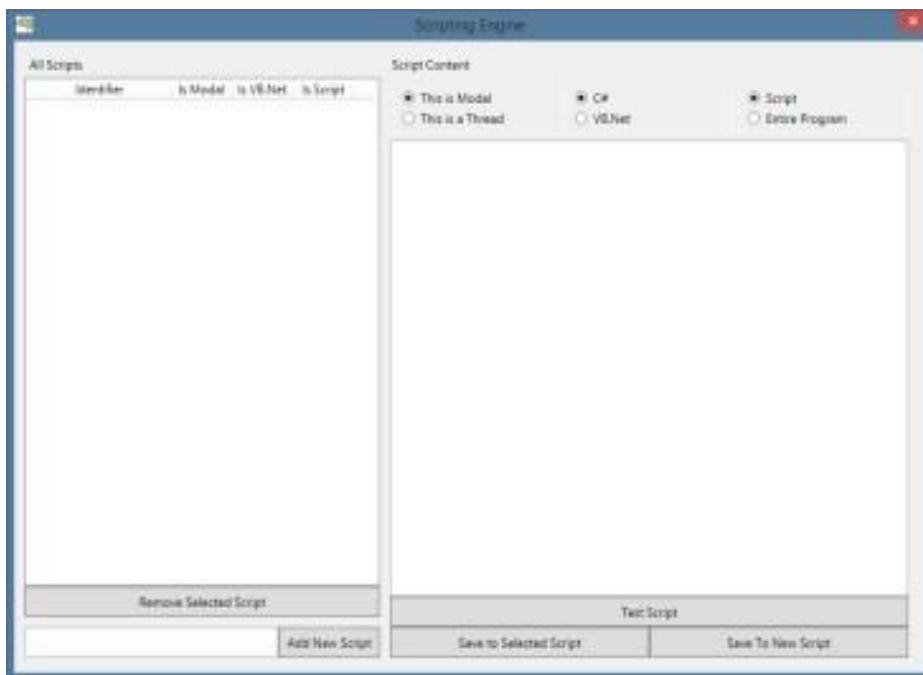 Scripting Engine
All Scripts
Identifier Is Modal Is VB.Net Is Script
Remove Selected Script
Add New Script
Script Content
This is Modal
This is a Thread
C#
VB.Net
Script
Entire Program
Test Script
Save to Selected Script
Save To New Script